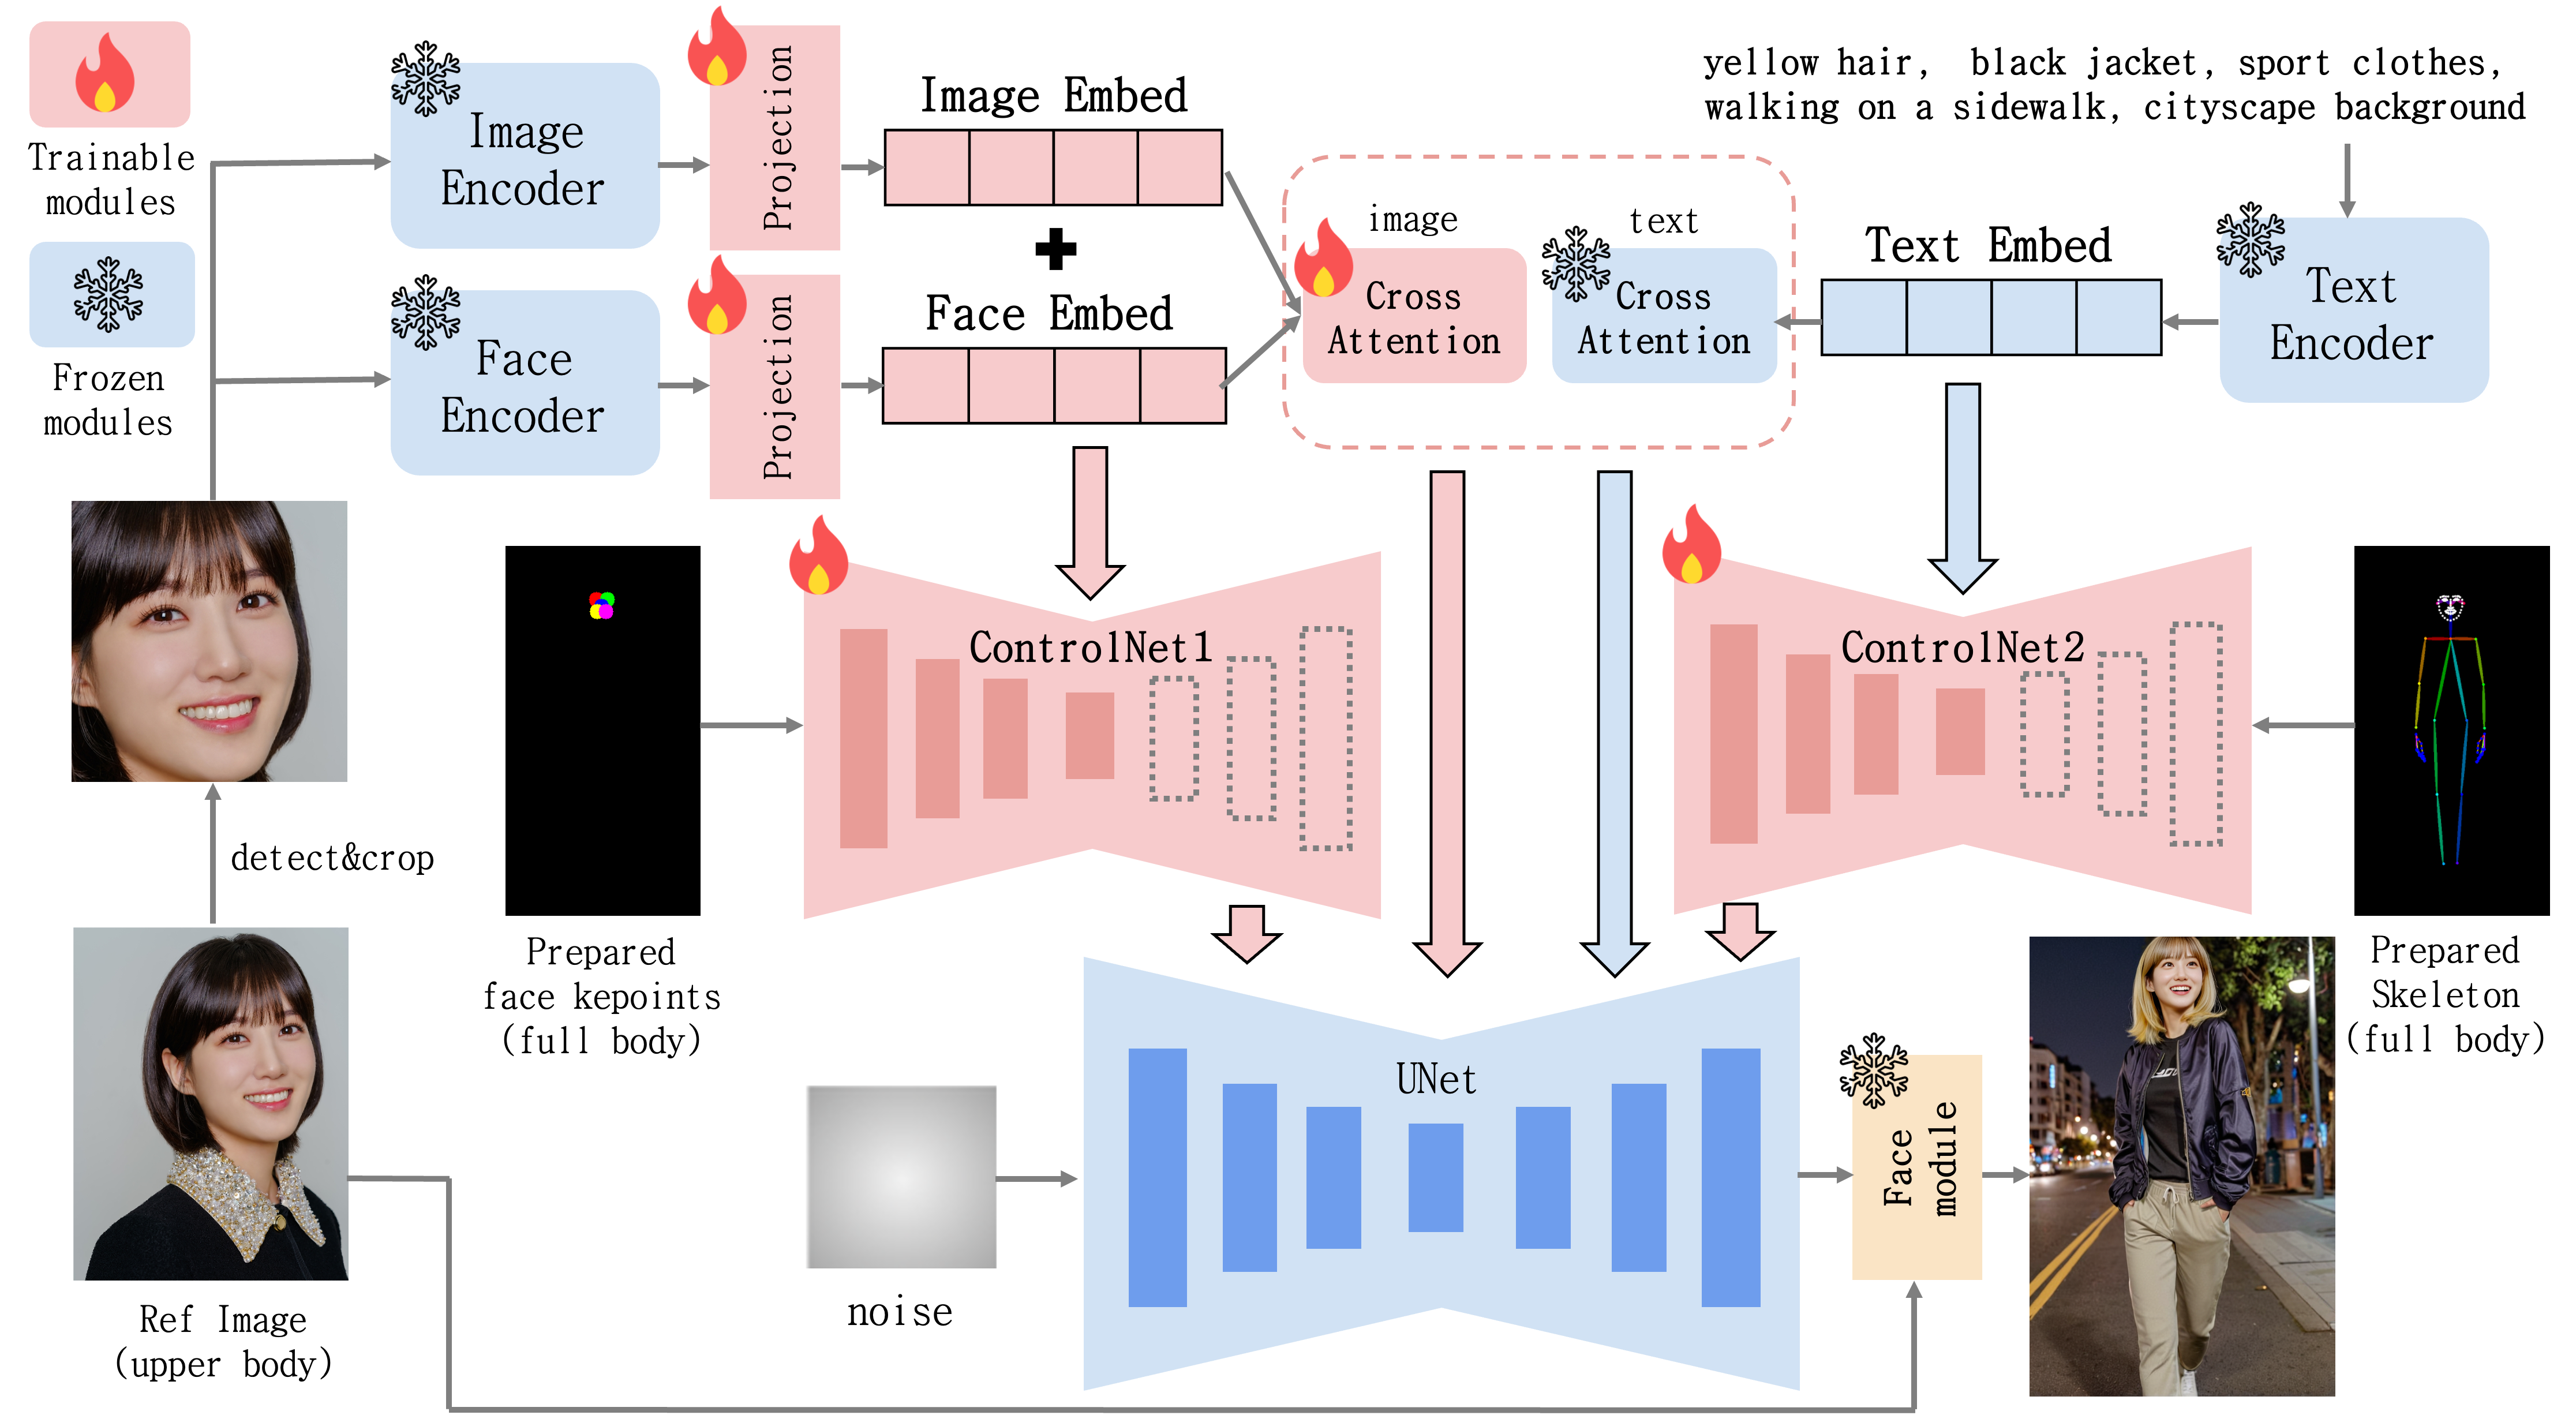 Trainable
modules
Frozen
modules
Image
Encoder
Face
Encoder
Projection
Projection
Image Embed
Face Embed
image
text
Cross
Attention
Cross
Attention
yellow hair, black jacket, sport clothes,
walking on a sidewalk, cityscape background
Text Embed
Text
Encoder
detect&crop
Ref Image
(upper body)
Prepared
face kepoints
(full body)
ControlNet1
ControlNet2
Prepared
Skeleton
(full body)
noise
UNet
Face
module